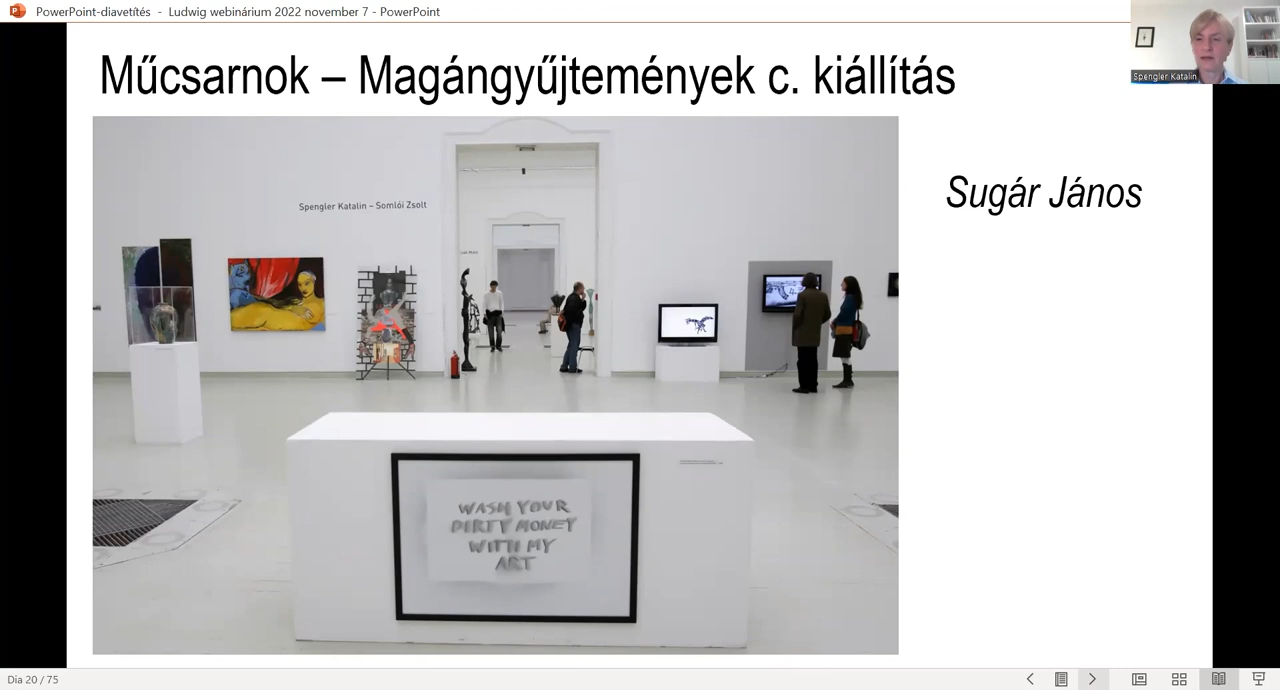 PowerPoint-diavetítés - Ludwig webinárium 2022 november 7 - PowerPoint
Spengler Katalin
Műcsarnok – Magángyűjtemények c. kiállítás
Sugár János
Spengler Katalin – Somlói Zsolt
WASH YOUR
DIRTY MONEY
WITH MY
ART
Dia 20 / 75